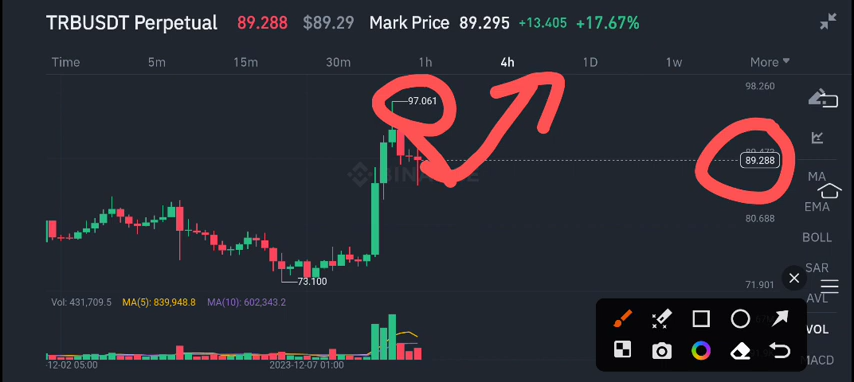 TRBUSDT Perpetual 89.288 $89.29 Mark Price 89.295 +13.405 +17.67%
Time 5m 15m 30m 1h 4h 1D 1w More
98.260
97.061
89.288
MA
BINANCE
EMA
80.688
BOLL
SAR
73.100
71.901
AVL
Vol: 431,709.5 MA(5): 839,948.8 MA(10): 602,343.2
VOL
MACD
-12-02 05:00 2023-12-07 01:00